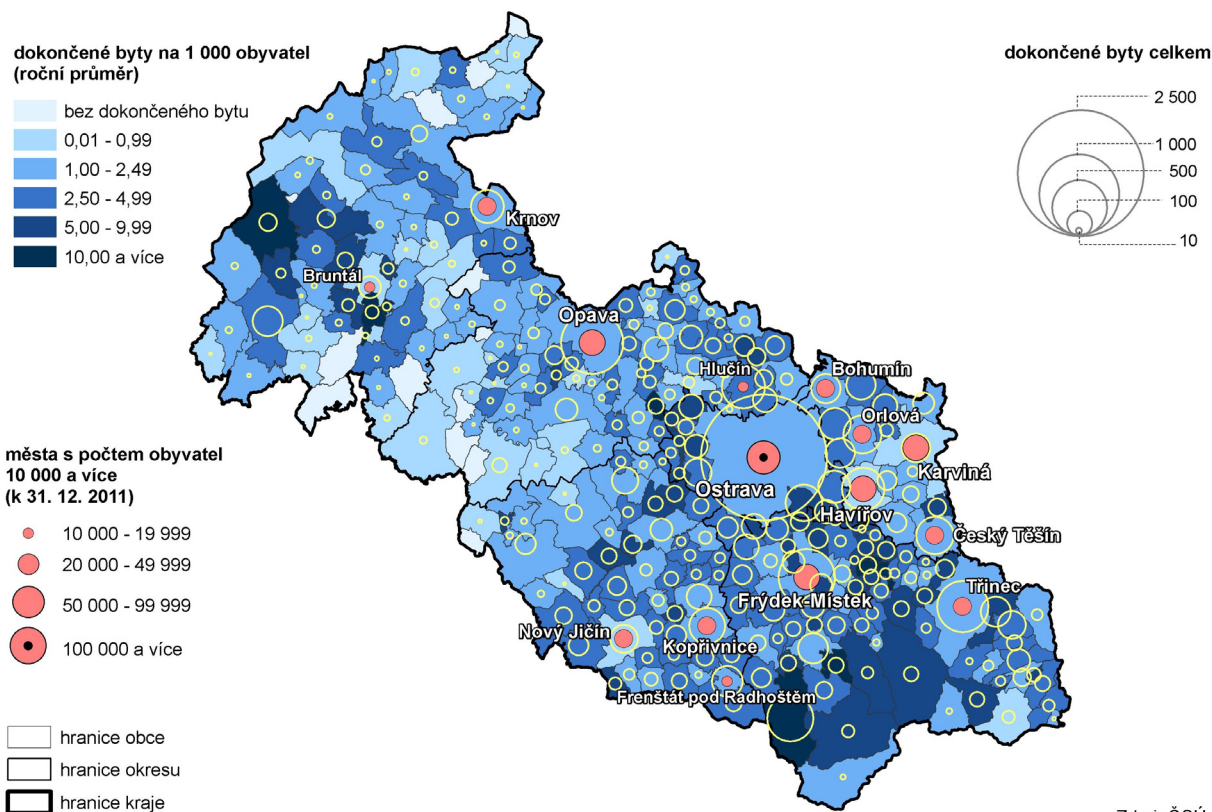 dokončené byty na 1 000 obyvatel
(roční průměr)
bez dokončeného bytu
0,01 - 0,99
1,00 - 2,49
2,50 - 4,99
5,00 - 9,99
10,00 a více
dokončené byty celkem
2 500
1 000
500
100
10
Krnov
Bruntál
Opava
Hlučín
Bohumín
Orlová
Karviná
Ostrava
Havířov
Český Těšín
Třinec
Frýdek-Místek
Nový Jičín
Kopřivnice
Frenštát pod Radhoštěm
města s počtem obyvatel
10 000 a více
(k 31. 12. 2011)
10 000 - 19 999
20 000 - 49 999
50 000 - 99 999
100 000 a více
hranice obce
hranice okresu
hranice kraje